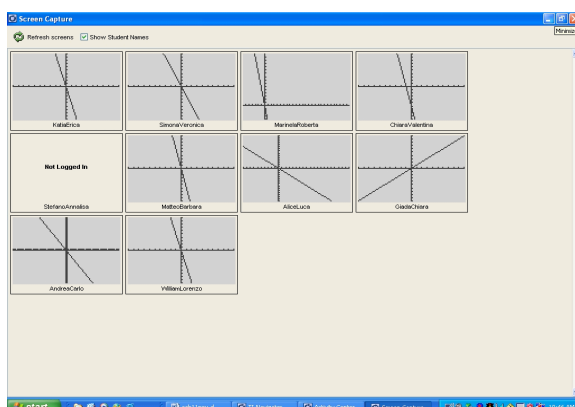 Screen Capture
Refresh screens Show Student Names
KatiaErica SimoneVeronica MarinelaRoberta ChiaraValentina
Not Logged In
StefanoAnnalisa MatteoBarbara AliceLuca GiadaChiara
AndreaCarlo WilliamLorenzo
start